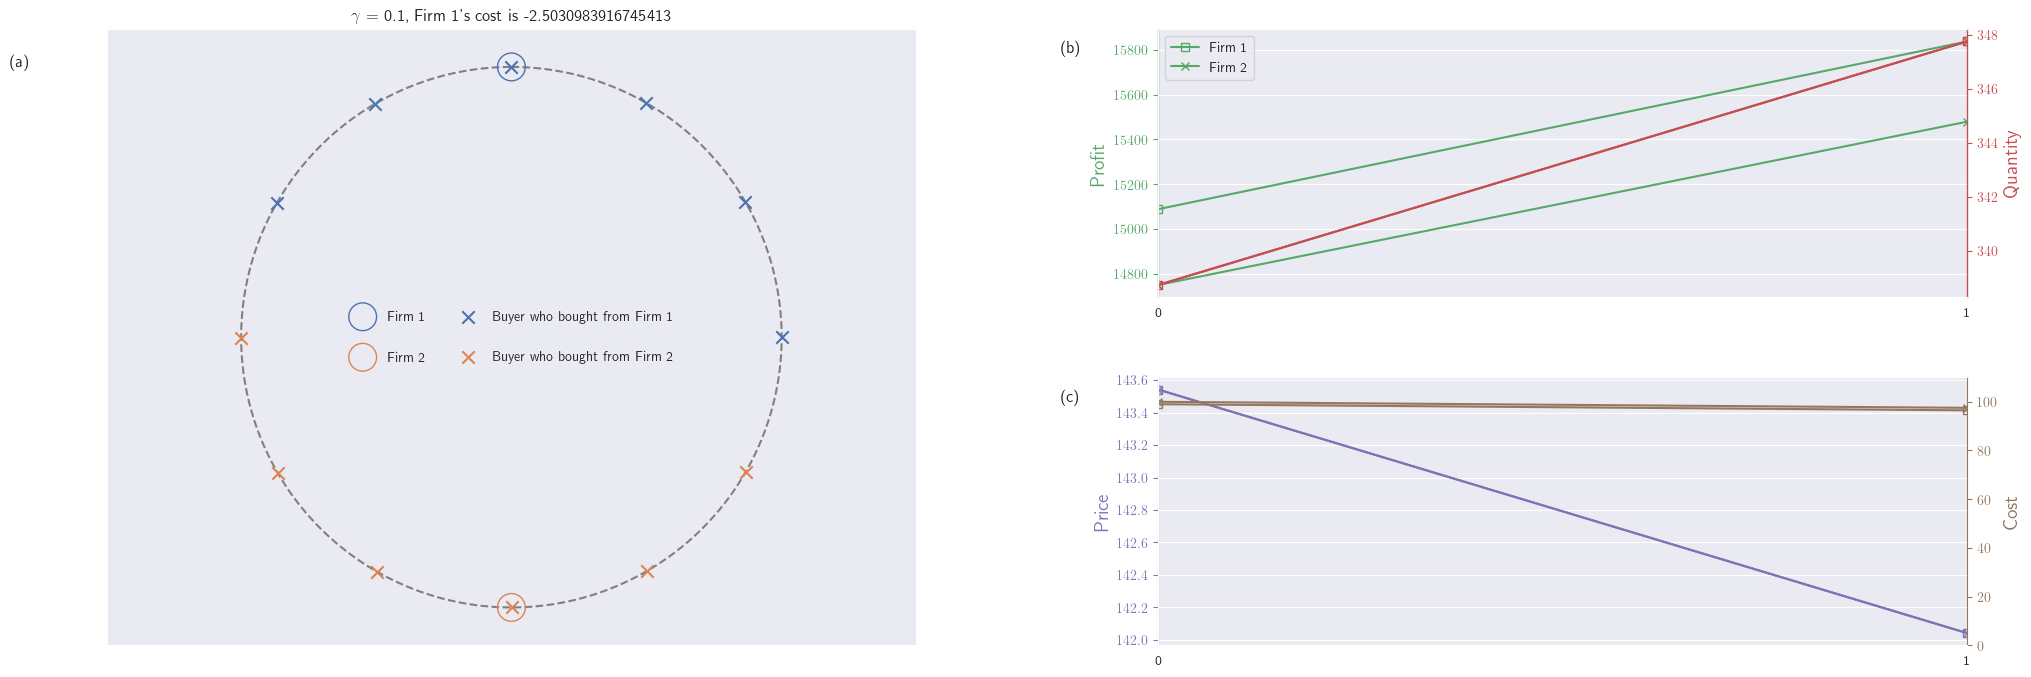 γ = 0.1, Firm 1's cost is -2.5030983916745413
(a)
Firm 1
Buyer who bought from Firm 1
Firm 2
Buyer who bought from Firm 2
(b)
Firm 1
Firm 2
Profit
15800
15600
15400
15200
15000
14800
Quantity
348
346
344
342
340
0
1
(c)
Price
143.6
143.4
143.2
143.0
142.8
142.6
142.4
142.2
142.0
Cost
100
80
60
40
20
0
0
1